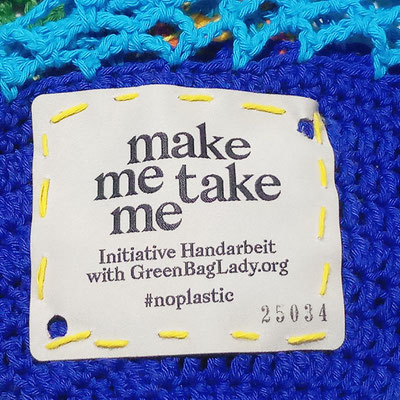 make
me take
me
Initiative Handarbeit
with GreenBagLady.org
#noplastic
25034